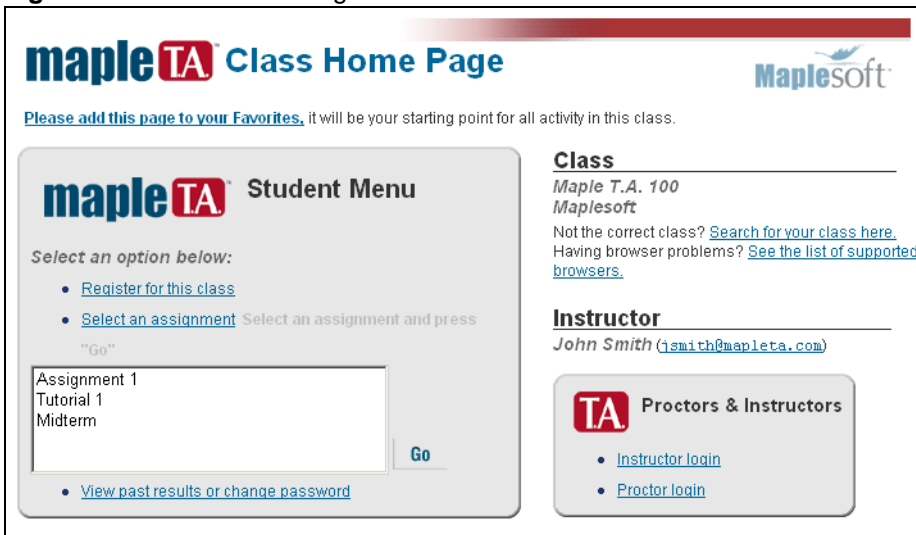 maple T.A. Class Home Page
Maplesoft
Please add this page to your Favorites, it will be your starting point for all activity in this class.
maple T.A. Student Menu
Select an option below:
Register for this class
Select an assignment Select an assignment and press
"Go"
Assignment 1
Tutorial 1
Midterm
Go
View past results or change password
Class
Maple T.A. 100
Maplesoft
Not the correct class? Search for your class here.
Having browser problems? See the list of supported
browsers.
Instructor
John Smith (jsmith@mapleta.com)
T.A. Proctors & Instructors
Instructor login
Proctor login